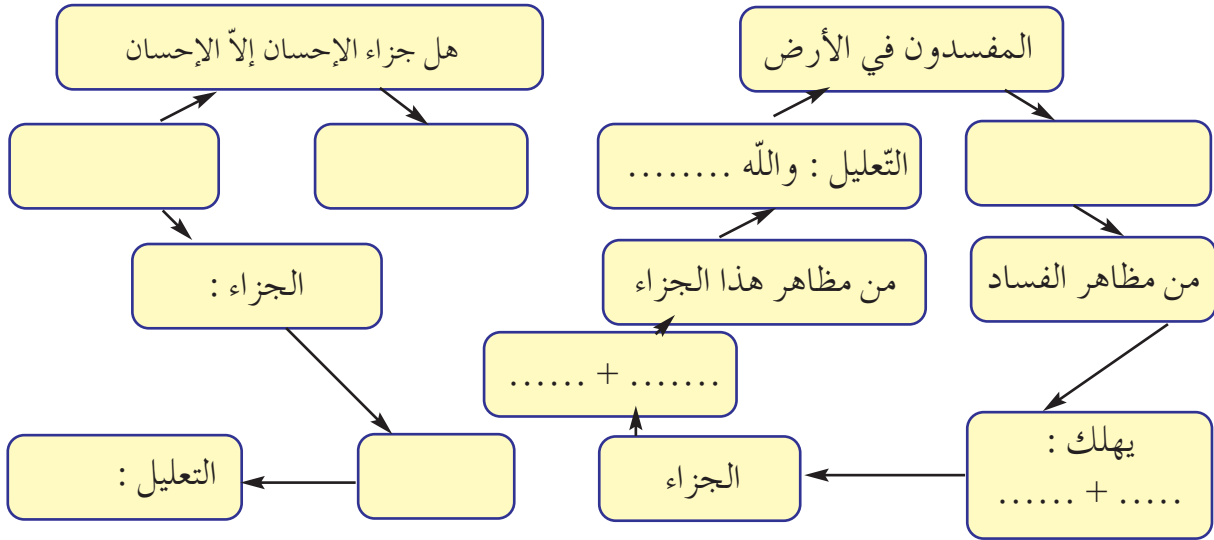 المفسدون في الأرض
هل جزاء الإحسان إلاّ الإحسان
التّعليل : واللّه ........
من مظاهر الفساد
من مظاهر هذا الجزاء
الجزاء :
....... + ......
يهلك :
..... + ......
الجزاء
التعليل :